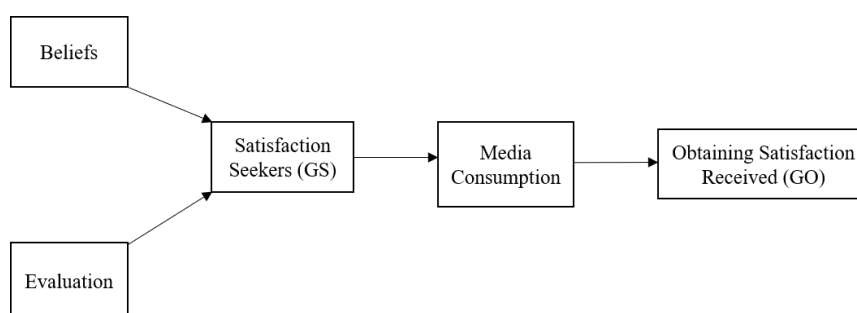 Beliefs
Satisfaction
Seekers (GS)
Media
Consumption
Obtaining Satisfaction
Received (GO)
Evaluation